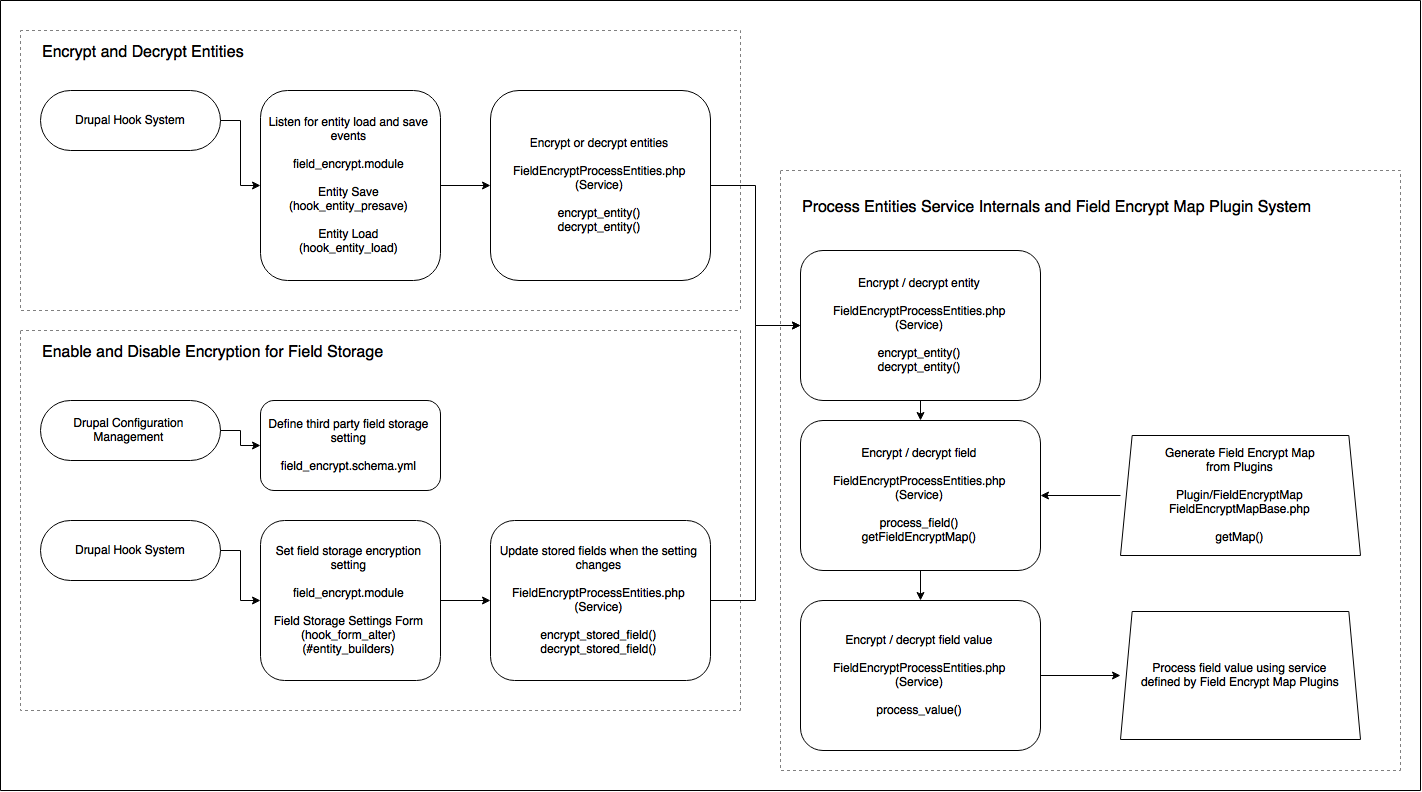 Encrypt and Decrypt Entities
Drupal Hook System
Listen for entity load and save
events
field_encrypt.module
Entity Save
(hook_entity_presave)
Entity Load
(hook_entity_load)
Encrypt or decrypt entities
FieldEncryptProcessEntities.php
(Service)
encrypt_entity()
decrypt_entity()
Enable and Disable Encryption for Field Storage
Drupal Configuration
Management
Define third party field storage
setting
field_encrypt.schema.yml
Drupal Hook System
Set field storage encryption
setting
field_encrypt.module
Field Storage Settings Form
(hook_form_alter)
(#entity_builders)
Update stored fields when the setting
changes
FieldEncryptProcessEntities.php
(Service)
encrypt_stored_field()
decrypt_stored_field()
Process Entities Service Internals and Field Encrypt Map Plugin System
Encrypt / decrypt entity
FieldEncryptProcessEntities.php
(Service)
encrypt_entity()
decrypt_entity()
Encrypt / decrypt field
FieldEncryptProcessEntities.php
(Service)
process_field()
getFieldEncryptMap()
Generate Field Encrypt Map
from Plugins
Plugin/FieldEncryptMap
FieldEncryptMapBase.php
getMap()
Encrypt / decrypt field value
FieldEncryptProcessEntities.php
(Service)
process_value()
Process field value using service
defined by Field Encrypt Map Plugins